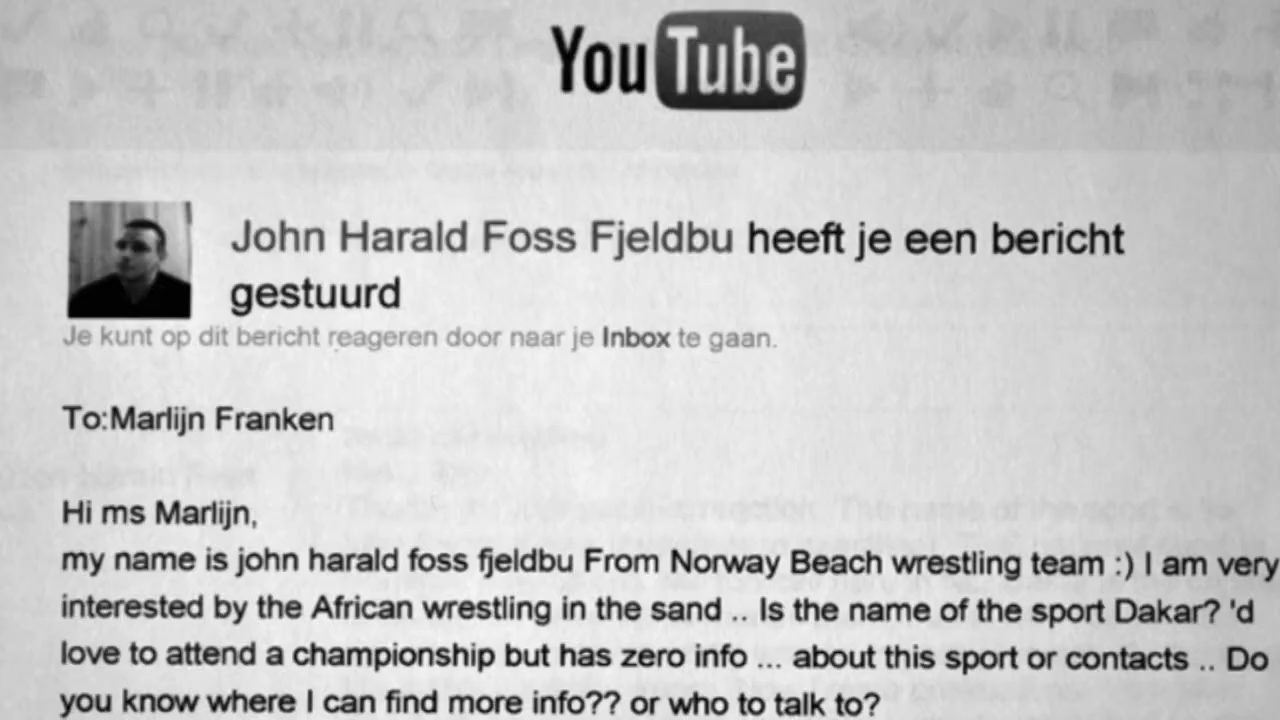 YouTube
John Harald Foss Fjeldbu heeft je een bericht
gestuurd
Je kunt op dit bericht reageren door naar je Inbox te gaan.
To:Marlijn Franken
Hi ms Marlijn,
my name is john harald foss fjeldbu From Norway Beach wrestling team :) I am very
interested by the African wrestling in the sand .. Is the name of the sport Dakar? 'd
love to attend a championship but has zero info ... about this sport or contacts .. Do
you know where I can find more info?? or who to talk to?